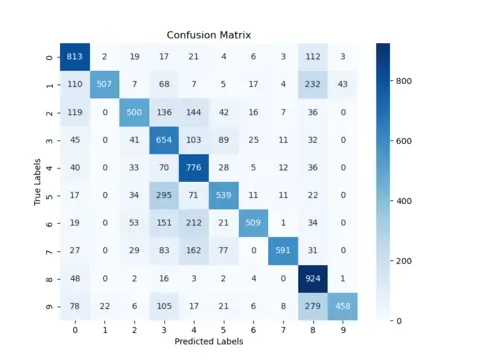 Confusion Matrix
0 813 2 19 17 21 4 6 3 112 3
1 110 507 7 68 7 5 17 4 232 43
2 119 0 500 136 144 42 16 7 36 0
3 45 0 41 654 103 89 25 11 32 0
4 40 0 33 70 776 28 5 12 36 0
5 17 0 34 295 71 539 11 11 22 0
6 19 0 53 151 212 21 509 1 34 0
7 27 0 29 83 162 77 0 591 31 0
8 48 0 2 16 3 2 4 0 924 1
9 78 22 6 105 17 21 6 8 279 458
0 1 2 3 4 5 6 7 8 9
True Labels
Predicted Labels
800
600
400
200
0